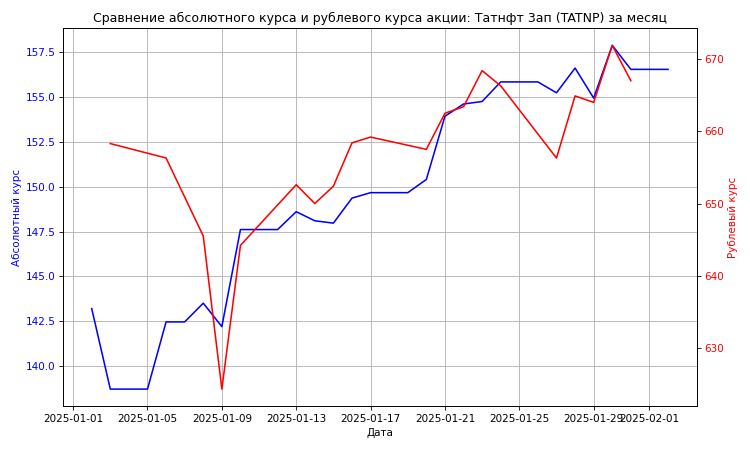 Сравнение абсолютного курса и рублевого курса акции: Татнфт 3ап (TATNP) за месяц
157.5
155.0
152.5
150.0
147.5
145.0
142.5
140.0
Абсолютный курс
670
660
650
640
630
Рублевый курс
2025-01-01 2025-01-05 2025-01-09 2025-01-13 2025-01-17 2025-01-21 2025-01-25 2025-01-29 2025-02-01
Дата